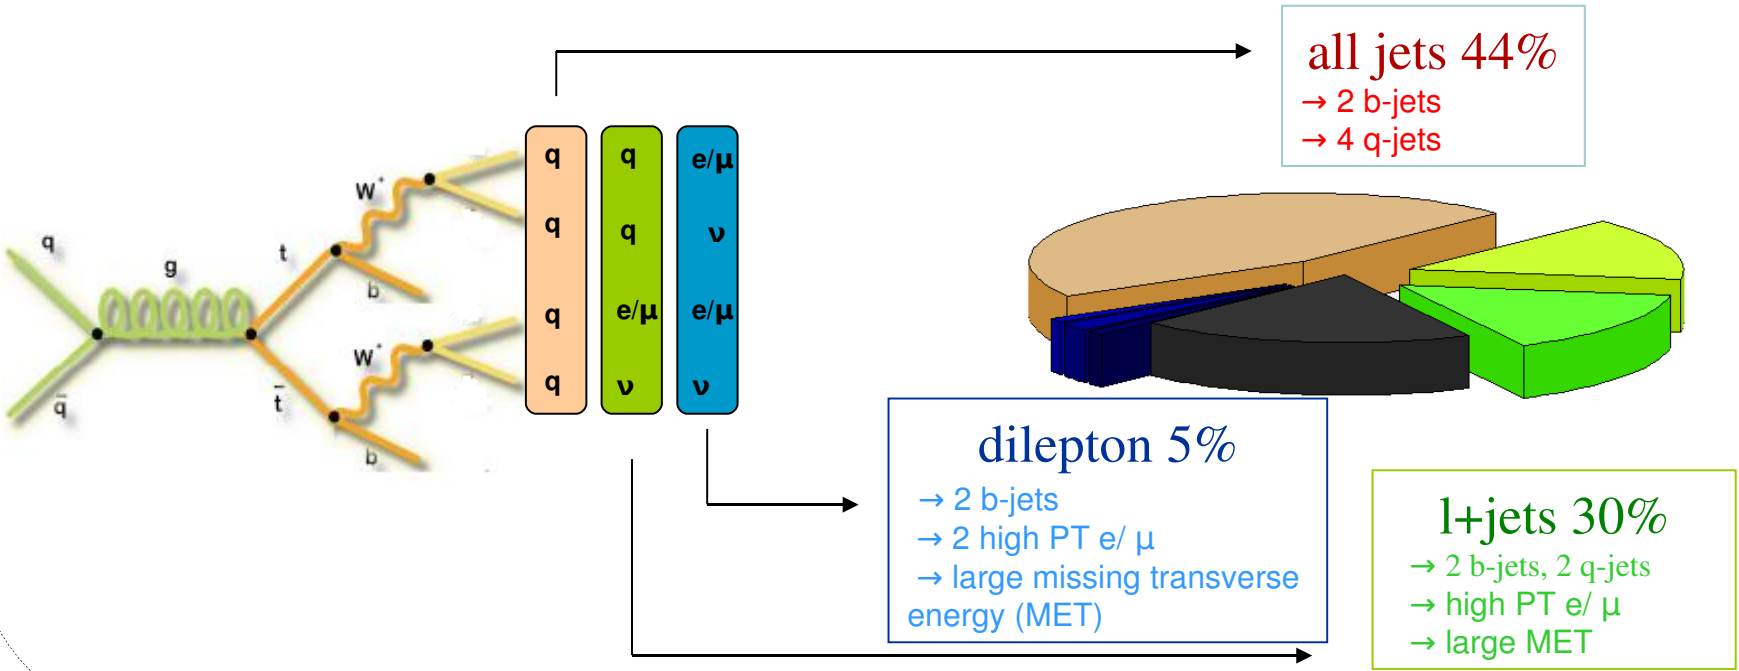 all jets 44%
→ 2 b-jets
→ 4 q-jets
q
q̄
g
t
t̄
W+
b
W+
b
q
q
q
q
q
q
e/μ
ν
e/μ
ν
e/μ
ν
dilepton 5%
→ 2 b-jets
→ 2 high PT e/ μ
→ large missing transverse
energy (MET)
l+jets 30%
→ 2 b-jets, 2 q-jets
→ high PT e/ μ
→ large MET